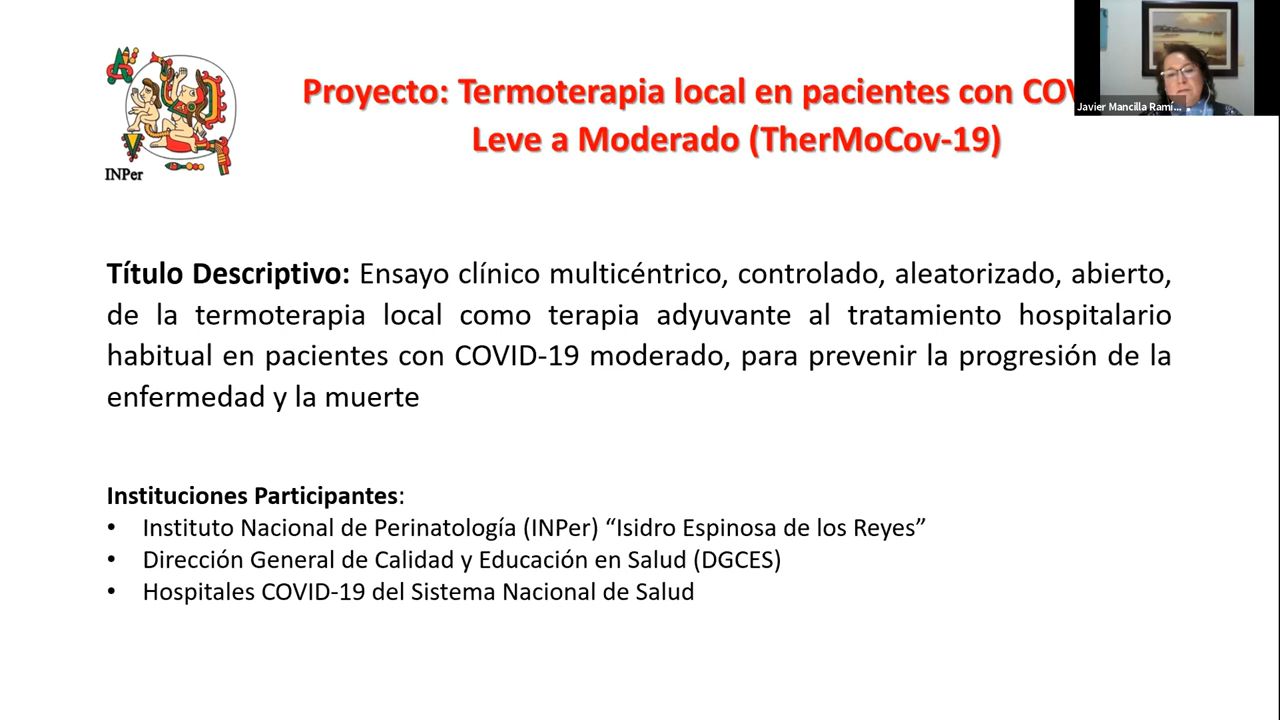 Proyecto: Termoterapia local en pacientes con COV
Javier Mancilla Ramí...
Leve a Moderado (TherMoCov-19)
INPer
Título Descriptivo: Ensayo clínico multicéntrico, controlado, aleatorizado, abierto,
de la termoterapia local como terapia adyuvante al tratamiento hospitalario
habitual en pacientes con COVID-19 moderado, para prevenir la progresión de la
enfermedad y la muerte
Instituciones Participantes:
• Instituto Nacional de Perinatología (INPer) “Isidro Espinosa de los Reyes”
• Dirección General de Calidad y Educación en Salud (DGCES)
• Hospitales COVID-19 del Sistema Nacional de Salud